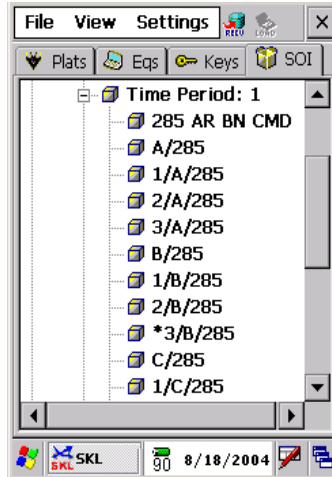 File View Settings RECV LOAD X
Plats Eqs Keys SOI
Time Period: 1
285 AR BN CMD
A/285
1/A/285
2/A/285
3/A/285
B/285
1/B/285
2/B/285
*3/B/285
C/285
1/C/285
SKL SKL 90 8/18/2004